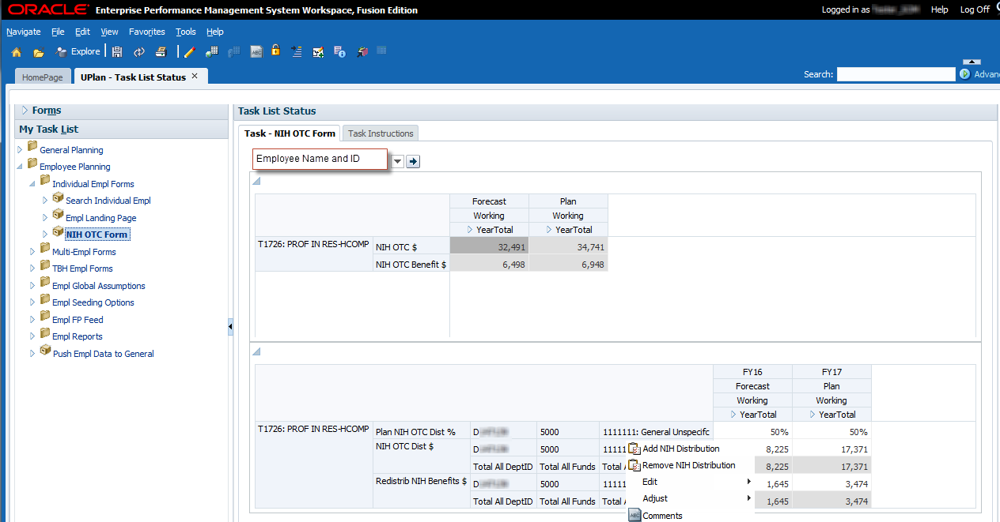 ORACLE Enterprise Performance Management System Workspace, Fusion Edition
Logged in as Help Log Off
Navigate File Edit View Favorites Tools Help
Explore
HomePage UPlan - Task List Status Search: Advan
Forms
My Task List
General Planning
Employee Planning
Individual Empl Forms
Search Individual Empl
Empl Landing Page
NIH OTC Form
Multi-Empl Forms
TBH Empl Forms
Empl Global Assumptions
Empl Seeding Options
Empl FP Feed
Empl Reports
Push Empl Data to General
Task List Status
Task - NIH OTC Form Task Instructions
Employee Name and ID
Forecast Plan
Working Working
YearTotal YearTotal
T1726: PROF IN RES-HCOMP NIH OTC $ 32,491 34,741
NIH OTC Benefit $ 6,498 6,948
FY16 FY17
Forecast Plan
Working Working
YearTotal YearTotal
T1726: PROF IN RES-HCOMP Plan NIH OTC Dist % D 5000 1111111: General Unspecifc 50% 50%
NIH OTC Dist $ D 5000 11111 8,225 17,371
Total All DeptID Total All Funds Total A 8,225 17,371
Redistrib NIH Benefits $ D 5000 11111 1,645 3,474
Total All DeptID Total All Funds Total A 1,645 3,474
Add NIH Distribution
Remove NIH Distribution
Edit
Adjust
ABC Comments